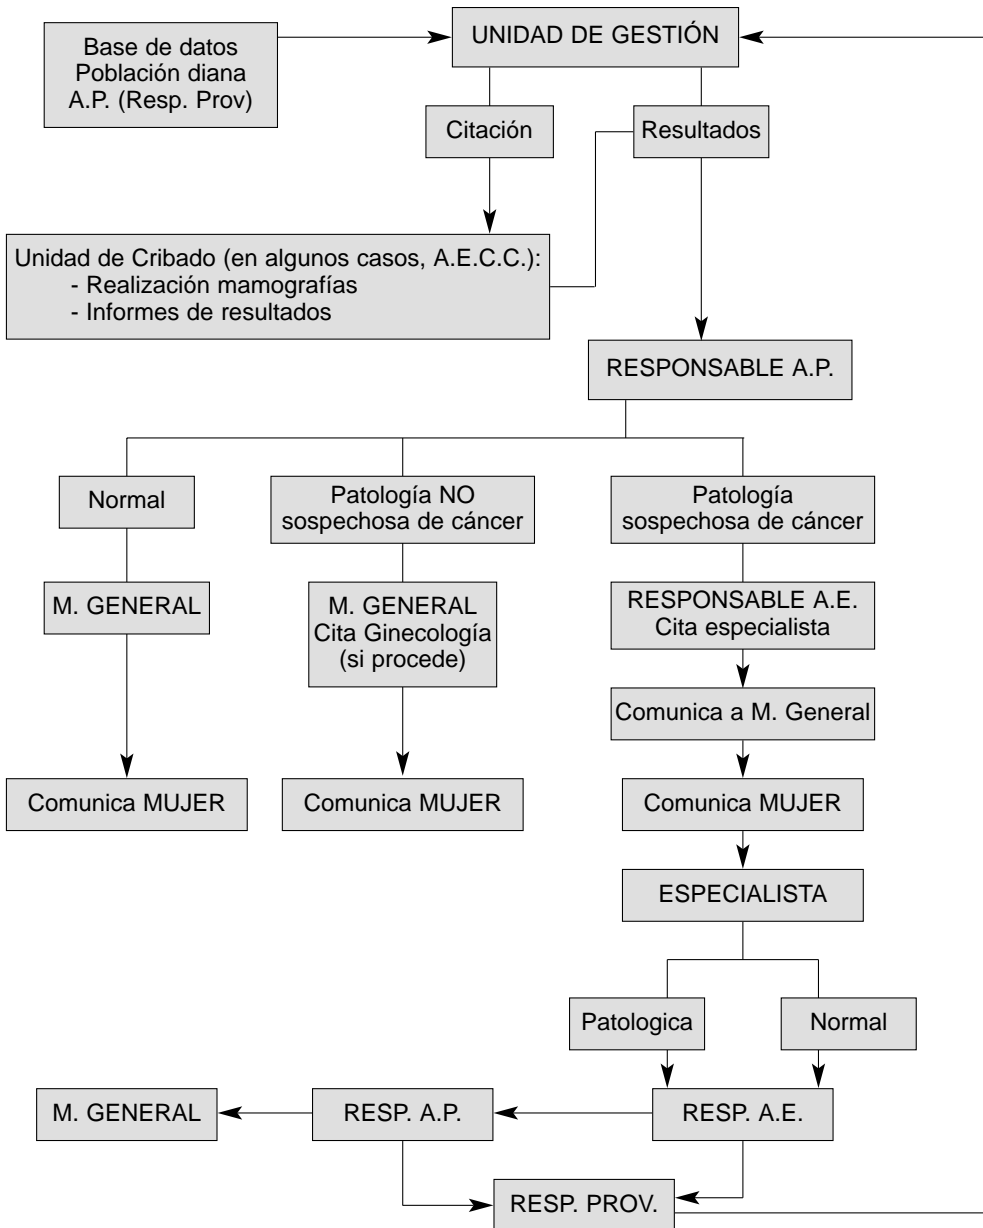 Base de datos
Población diana
A.P. (Resp. Prov)
UNIDAD DE GESTIÓN
Citación
Resultados
Unidad de Cribado (en algunos casos, A.E.C.C.):
- Realización mamografías
- Informes de resultados
RESPONSABLE A.P.
Normal
Patología NO
sospechosa de cáncer
Patología
sospechosa de cáncer
M. GENERAL
M. GENERAL
Cita Ginecología
(si procede)
RESPONSABLE A.E.
Cita especialista
Comunica a M. General
Comunica MUJER
Comunica MUJER
Comunica MUJER
ESPECIALISTA
Patologica
Normal
M. GENERAL
RESP. A.P.
RESP. A.E.
RESP. PROV.